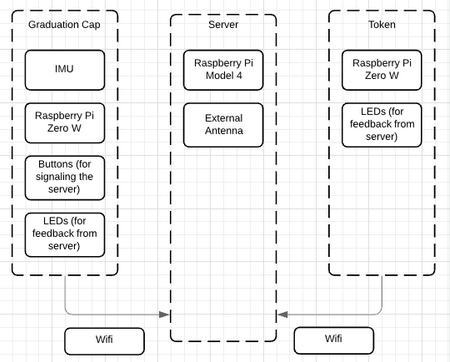 Graduation Cap
IMU
Raspberry Pi
Zero W
Buttons (for
signaling the
server)
LEDs (for
feedback from
server)
Server
Raspberry Pi
Model 4
External
Antenna
Token
Raspberry Pi
Zero W
LEDs (for
feedback from
server)
Wifi
Wifi